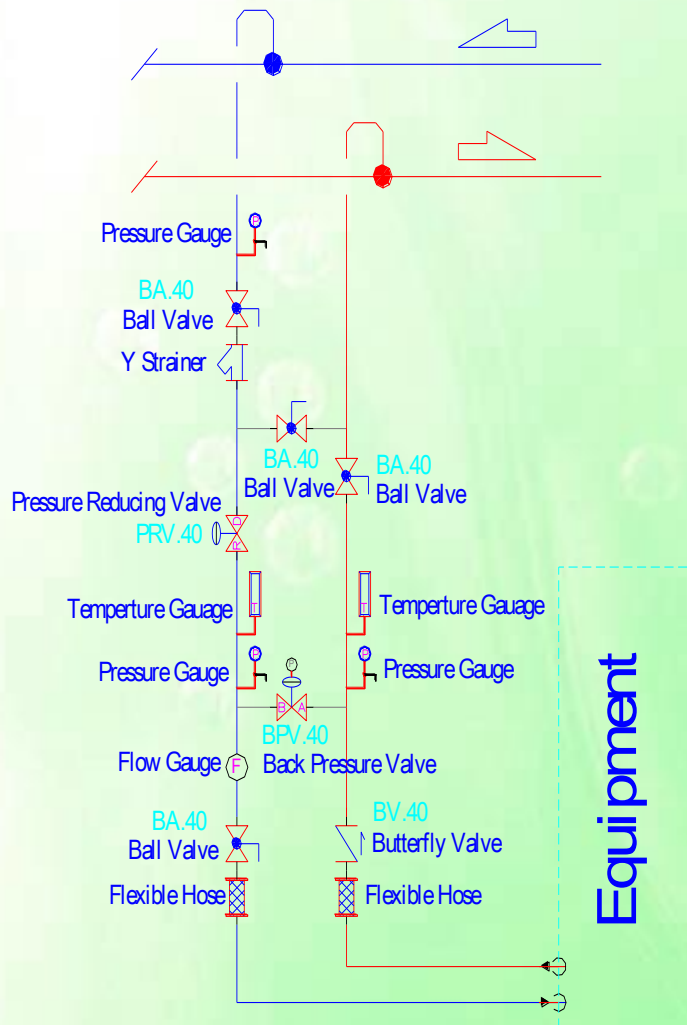 P
Pressure Gauge
BA.40
Ball Valve
Y Strainer
BA.40
Ball Valve
BA.40
Ball Valve
Pressure Reducing Valve
PRV.40
R D
T
Temperture Gauage
T
Temperture Gauage
P
Pressure Gauge
P
P
Pressure Gauge
B A
BPV.40
Back Pressure Valve
Flow Gauge
F
BA.40
Ball Valve
BV.40
Butterfly Valve
Flexible Hose
Flexible Hose
Equipment